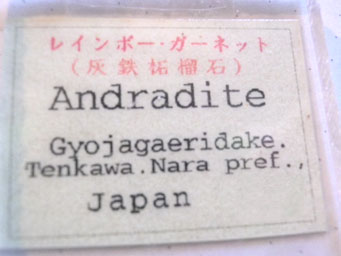 レインボー・ガーネット
(灰鉄柘榴石)
Andradite
Gyojagaeridake.
Tenkawa.Nara pref.,
Japan